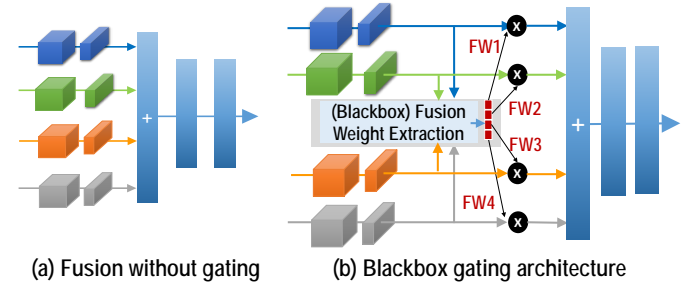 +
(a) Fusion without gating
X
FW1
X
(Blackbox) Fusion
Weight Extraction
FW2
+
FW3
X
FW4
X
(b) Blackbox gating architecture